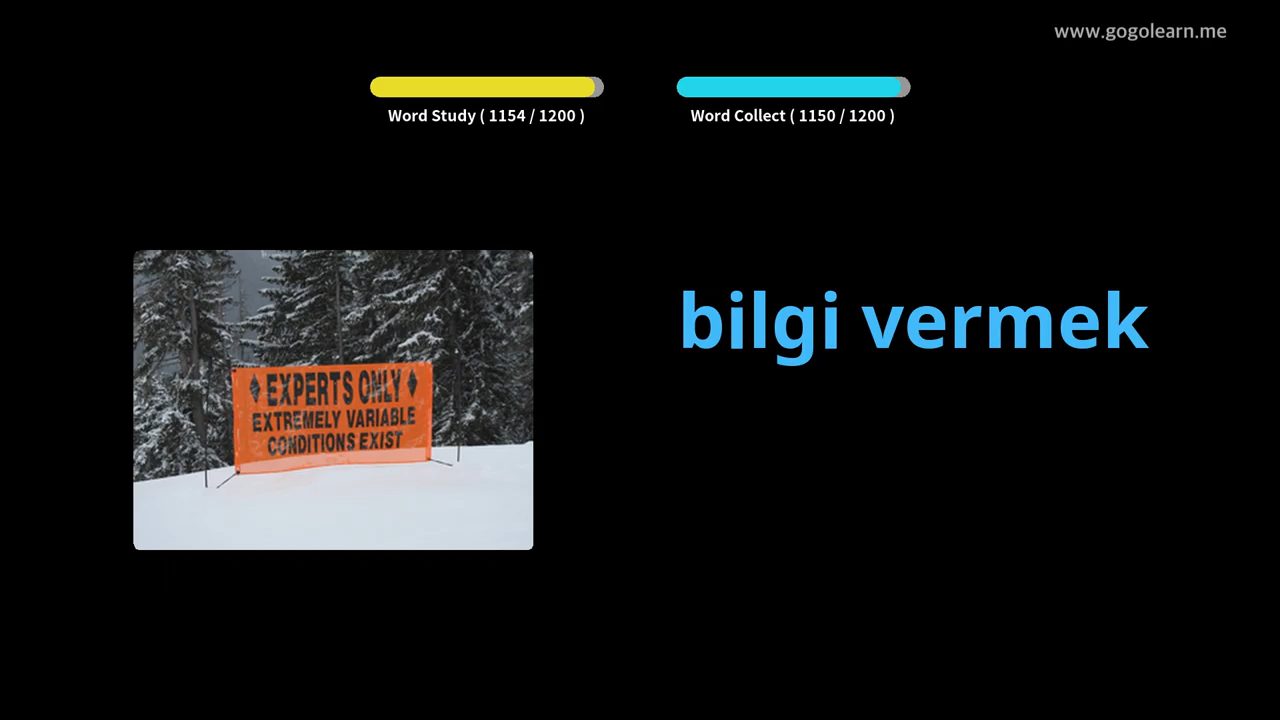 www.gogolearn.me
Word Study ( 1154 / 1200 )
Word Collect ( 1150 / 1200 )
EXPERTS ONLY
EXTREMELY VARIABLE
CONDITIONS EXIST
bilgi vermek